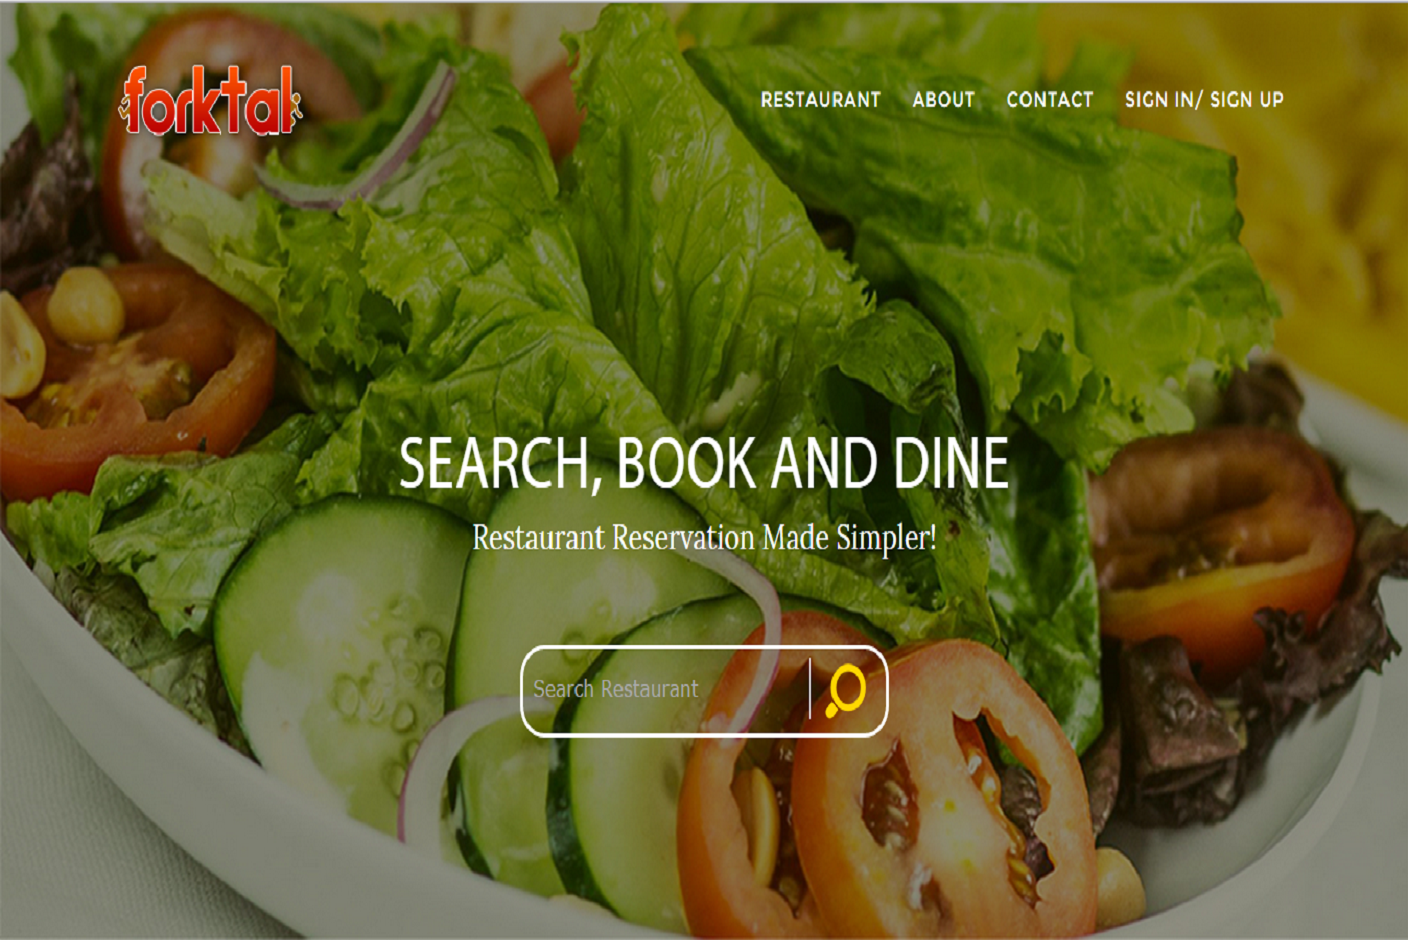 forktal
RESTAURANT ABOUT CONTACT SIGN IN/ SIGN UP
SEARCH, BOOK AND DINE
Restaurant Reservation Made Simpler!
Search Restaurant